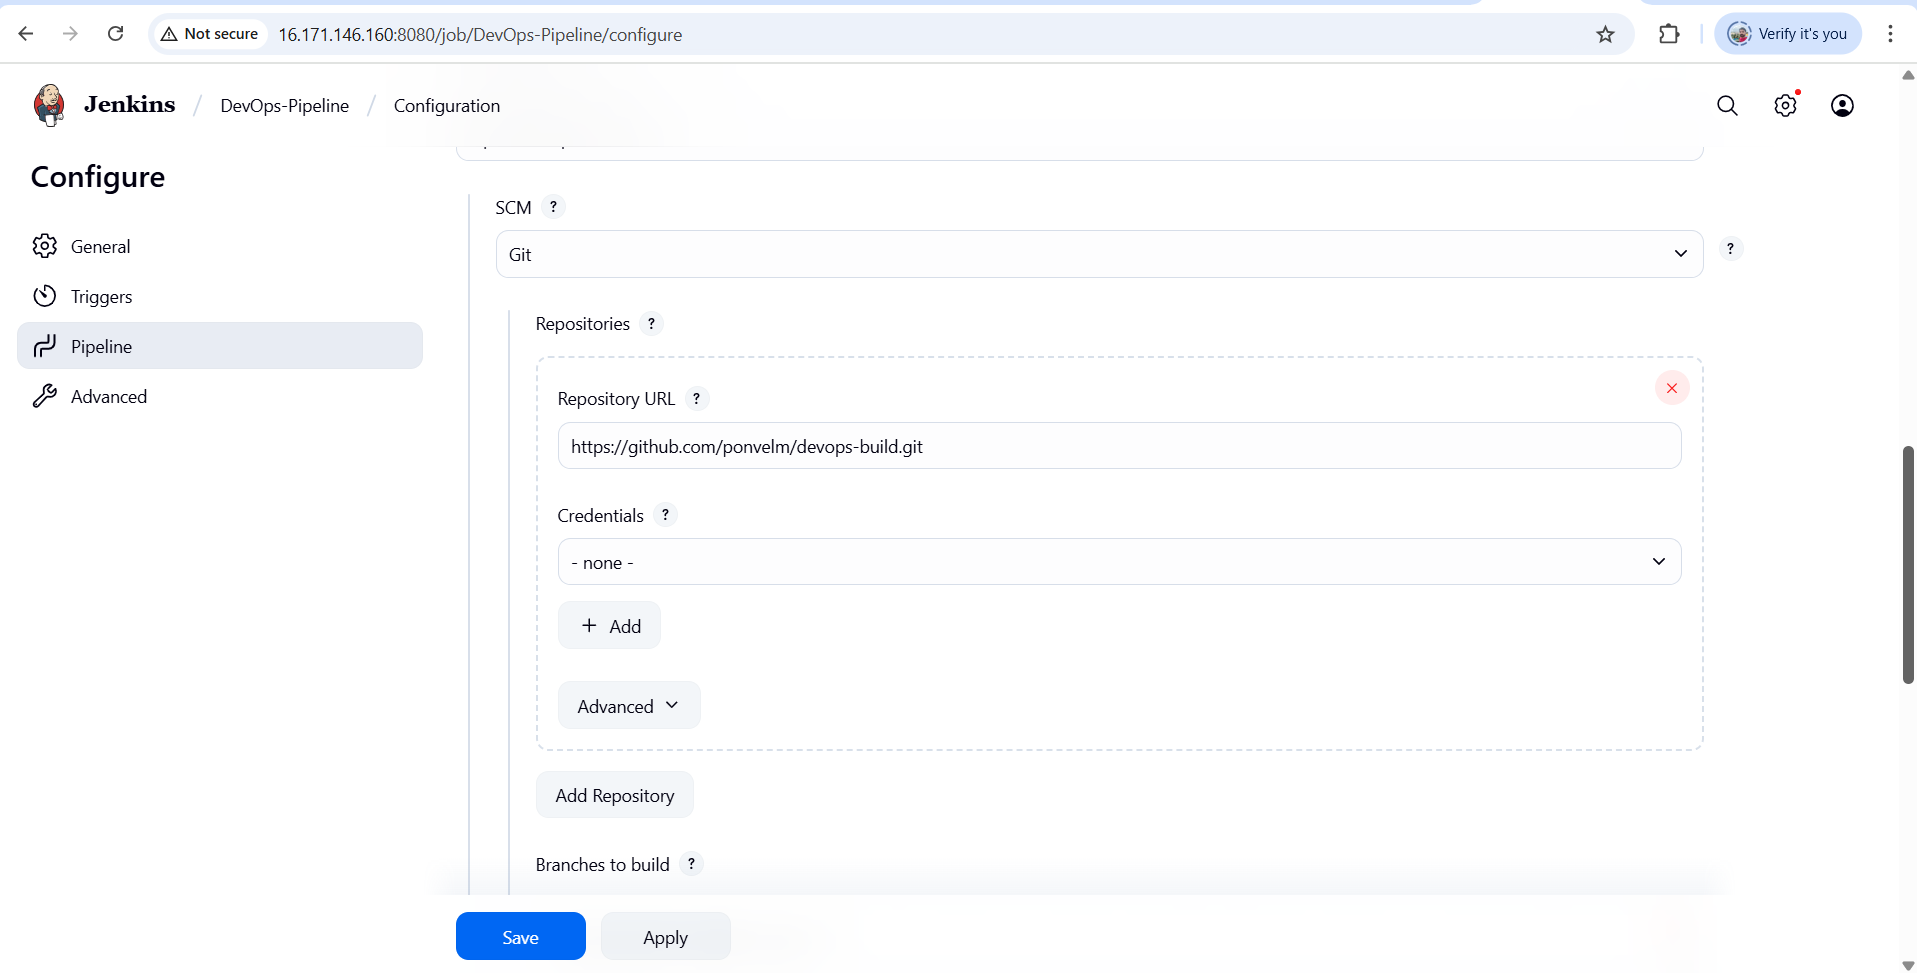 Not secure
16.171.146.160:8080/job/DevOps-Pipeline/configure
Verify it's you
Jenkins / DevOps-Pipeline / Configuration
Configure
General
Triggers
Pipeline
Advanced
SCM ?
Git
?
Repositories ?
Repository URL ?
https://github.com/ponvelm/devops-build.git
Credentials ?
- none -
+ Add
Advanced
Add Repository
Branches to build ?
Save
Apply